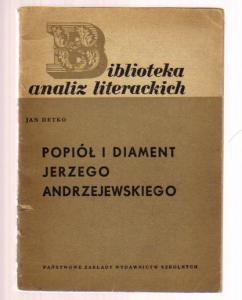 Biblioteka
analiz literackich
JAN DETKO
POPIÓŁ I DIAMENT
JERZEGO
ANDRZEJEWSKIEGO
PAŃSTWOWE ZAKŁADY WYDAWNICTW SZKOLNYCH